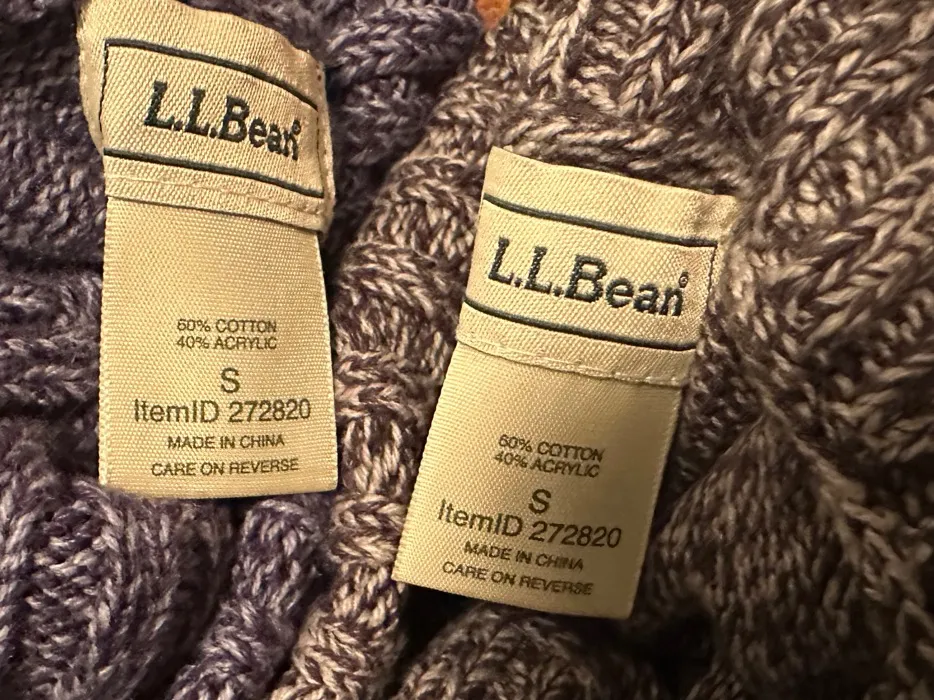 L.L.Bean®
60% COTTON
40% ACRYLIC
S
ItemID 272820
MADE IN CHINA
CARE ON REVERSE
L.L.Bean®
60% COTTON
40% ACRYLIC
S
ItemID 272820
MADE IN CHINA
CARE ON REVERSE